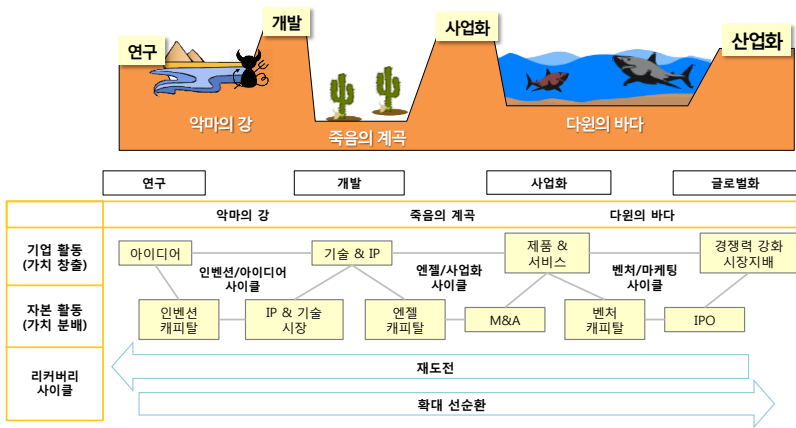 연구
개발
사업화
산업화
악마의 강
죽음의 계곡
다윈의 바다
연구
개발
사업화
글로벌화
악마의 강
죽음의 계곡
다윈의 바다
기업 활동
(가치 창출)
아이디어
인벤션/아이디어
사이클
기술 & IP
엔젤/사업화
사이클
제품 &
서비스
벤처/마케팅
사이클
경쟁력 강화
시장지배
자본 활동
(가치 분배)
인벤션
캐피탈
IP & 기술
시장
엔젤
캐피탈
M&A
벤처
캐피탈
IPO
리커버리
사이클
재도전
확대 선순환